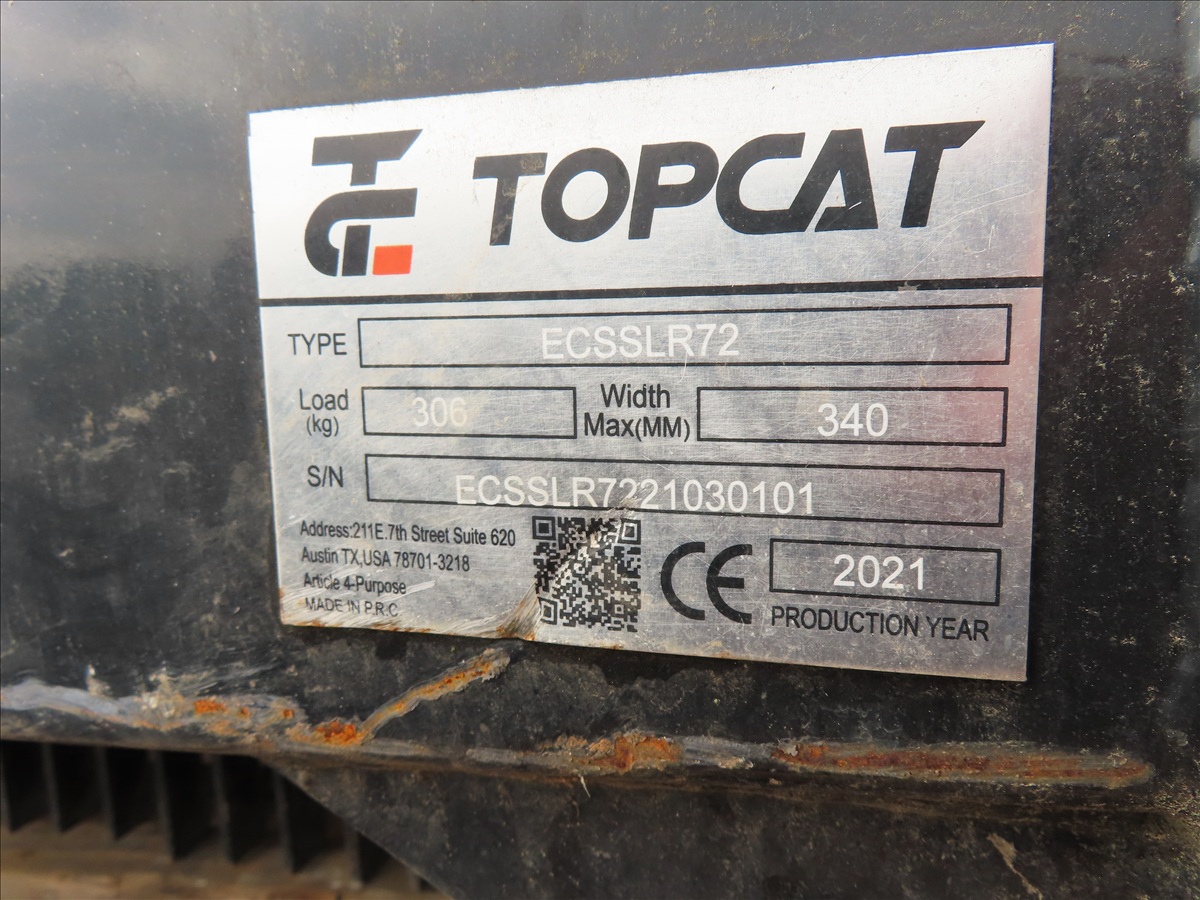 TOPCAT
TYPE ECSSLR72
Load (kg) 306 Width Max(MM) 340
S/N ECSSLR7221030101
Address:211E.7th Street Suite 620
Austin TX,USA 78701-3218
Article 4-Purpose
MADE IN P.R.C
CE 2021
PRODUCTION YEAR